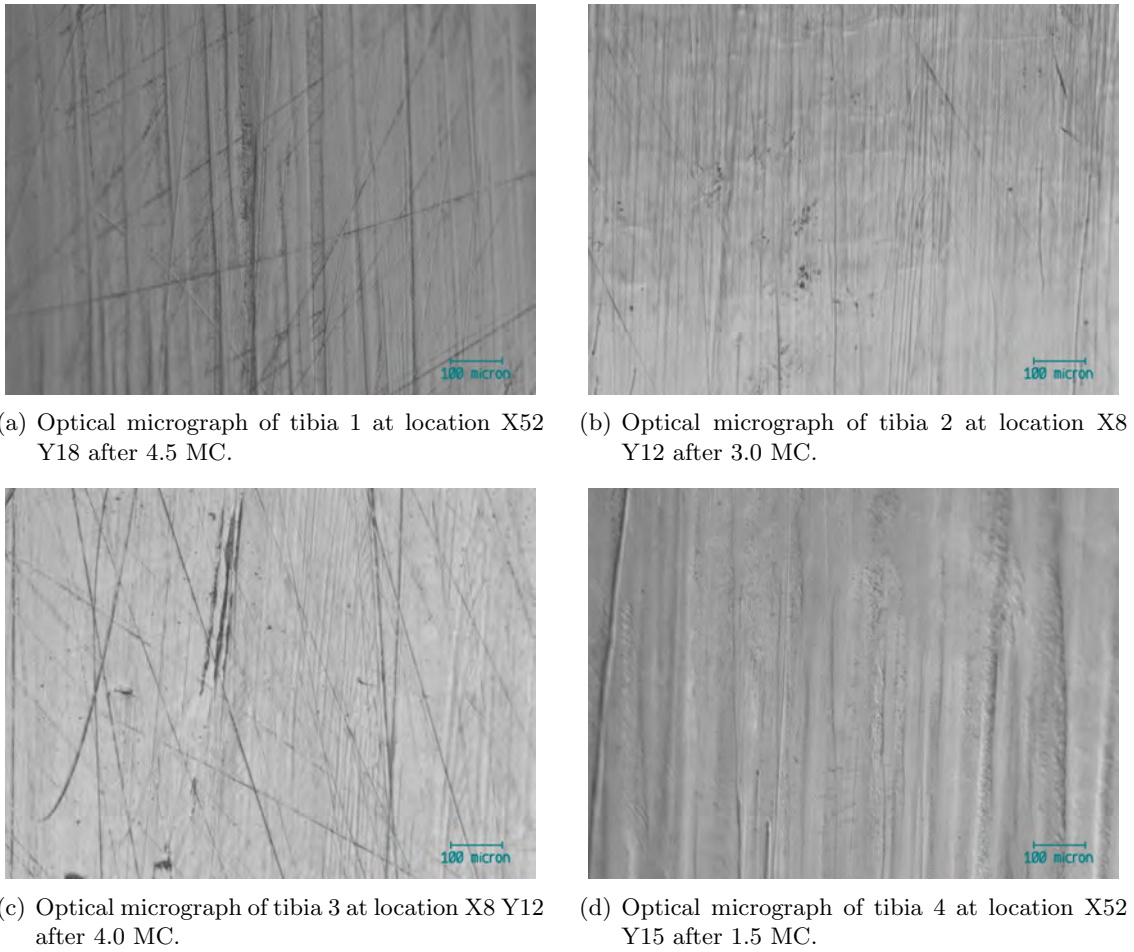 100 micron
100 micron
(a) Optical micrograph of tibia 1 at location X52
Y18 after 4.5 MC.
(b) Optical micrograph of tibia 2 at location X8
Y12 after 3.0 MC.
100 micron
100 micron
(c) Optical micrograph of tibia 3 at location X8 Y12
after 4.0 MC.
(d) Optical micrograph of tibia 4 at location X52
Y15 after 1.5 MC.